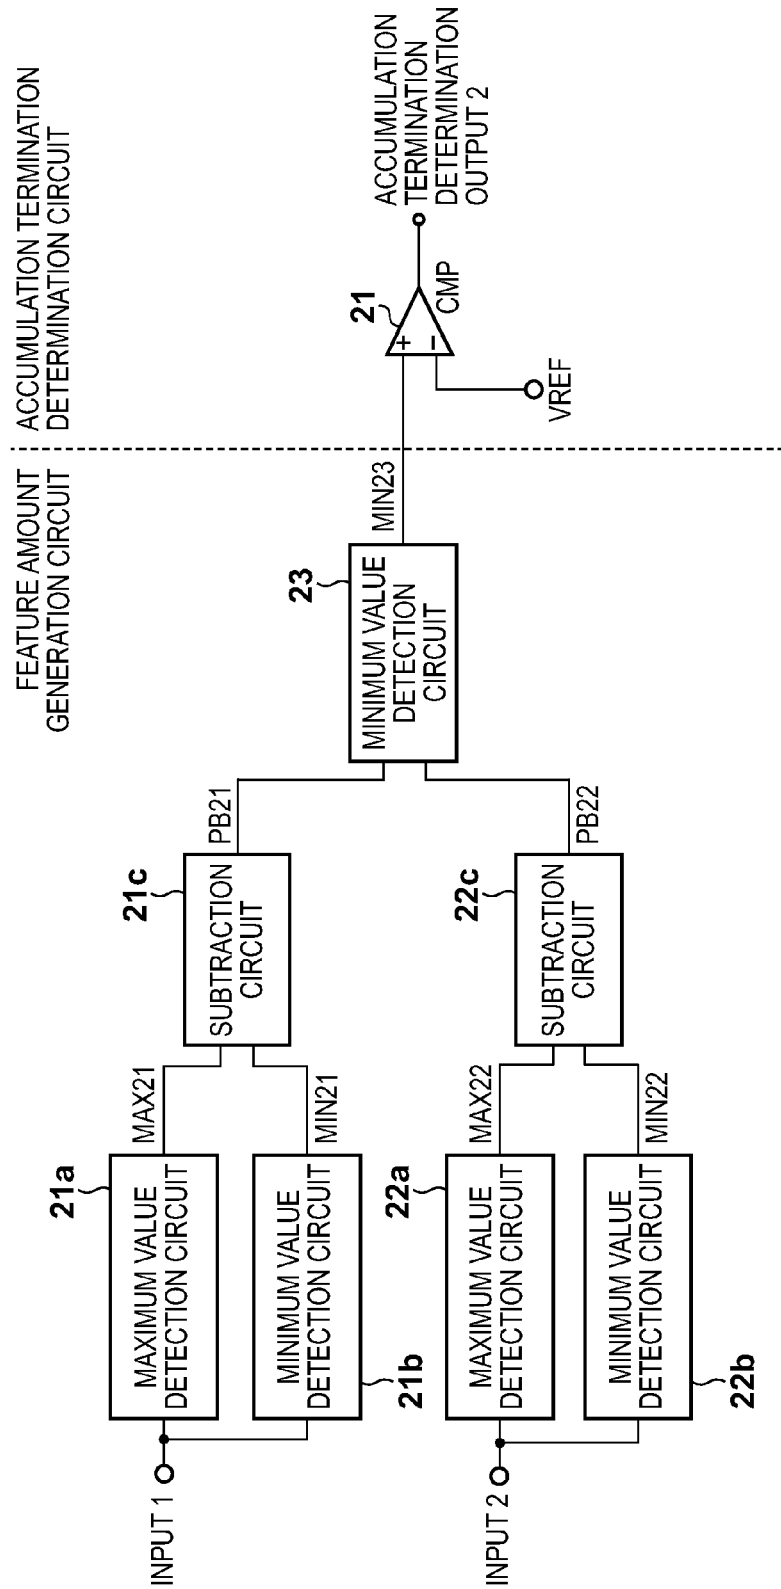 FEATURE AMOUNT
GENERATION CIRCUIT
ACCUMULATION TERMINATION
DETERMINATION CIRCUIT
INPUT 1
21a
MAXIMUM VALUE
DETECTION CIRCUIT
MAX21
MINIMUM VALUE
DETECTION CIRCUIT
21b
MIN21
21c
SUBTRACTION
CIRCUIT
PB21
INPUT 2
22a
MAXIMUM VALUE
DETECTION CIRCUIT
MAX22
MINIMUM VALUE
DETECTION CIRCUIT
22b
MIN22
22c
SUBTRACTION
CIRCUIT
PB22
23
MINIMUM VALUE
DETECTION
CIRCUIT
MIN23
21
+
−
CMP
VREF
ACCUMULATION
TERMINATION
DETERMINATION
OUTPUT 2